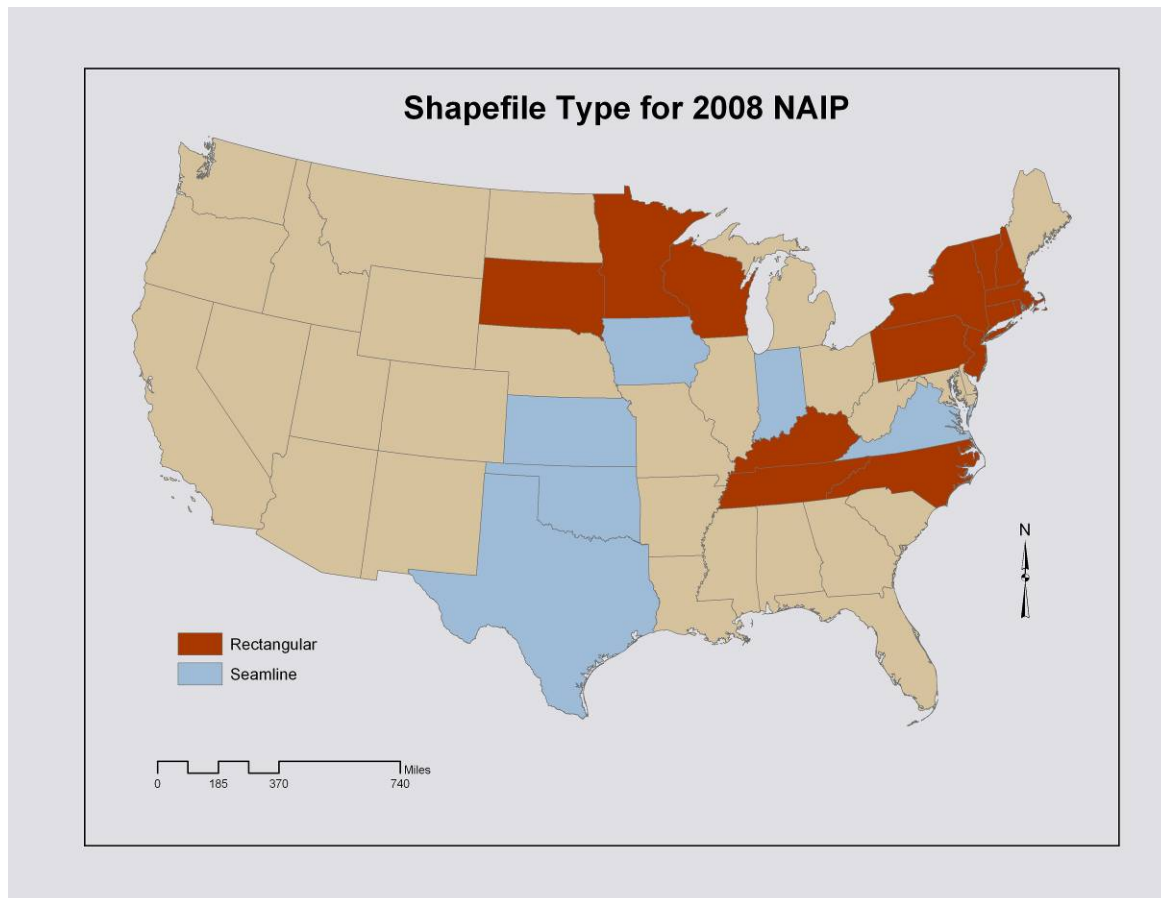 Shapefile Type for 2008 NAIP
N
Rectangular
Seamline
Miles
0 185 370 740